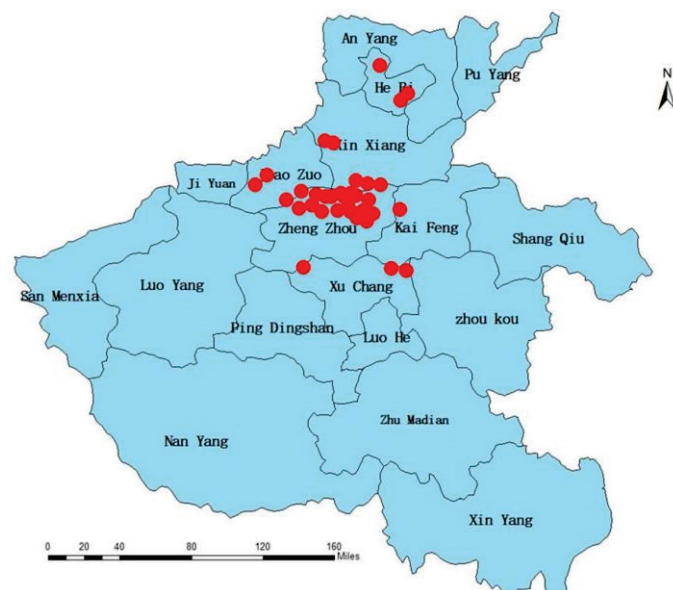 An Yang
Pu Yang
N
He Bi
Xin Xiang
Jiao Zuo
Ji Yuan
Zheng Zhou
Kai Feng
Shang Qiu
San Menxia
Luo Yang
Xu Chang
Ping Dingshan
Luo He
zhou kou
Nan Yang
Zhu Madian
Xin Yang
0 20 40 80 120 160
Miles